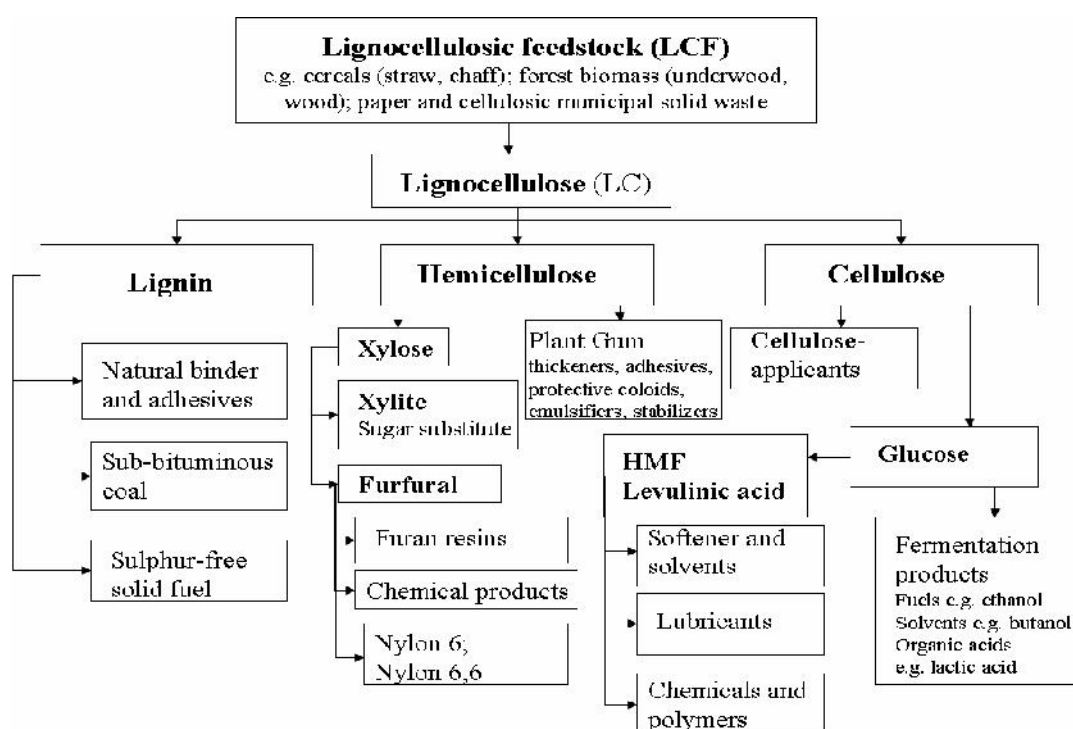 Lignocellulosic feedstock (LCF)
e.g. cereals (straw, chaff); forest biomass (underwood,
wood); paper and cellulosic municipal solid waste
Lignocellulose (LC)
Lignin
Hemicellulose
Cellulose
Natural binder
and adhesives
Sub-bituminous
coal
Sulphur-free
solid fuel
Xylose
Xylite
Sugar substitute
Furfural
Furan resins
Chemical products
Nylon 6;
Nylon 6,6
Plant Gum
thickeners, adhesives,
protective coloids,
emulsifiers, stabilizers
Cellulose-
applicants
Glucose
HMF
Levulinic acid
Softener and
solvents
Lubricants
Chemicals and
polymers
Fermentation
products
Fuels e.g. ethanol
Solvents e.g. butanol
Organic acids
e.g. lactic acid